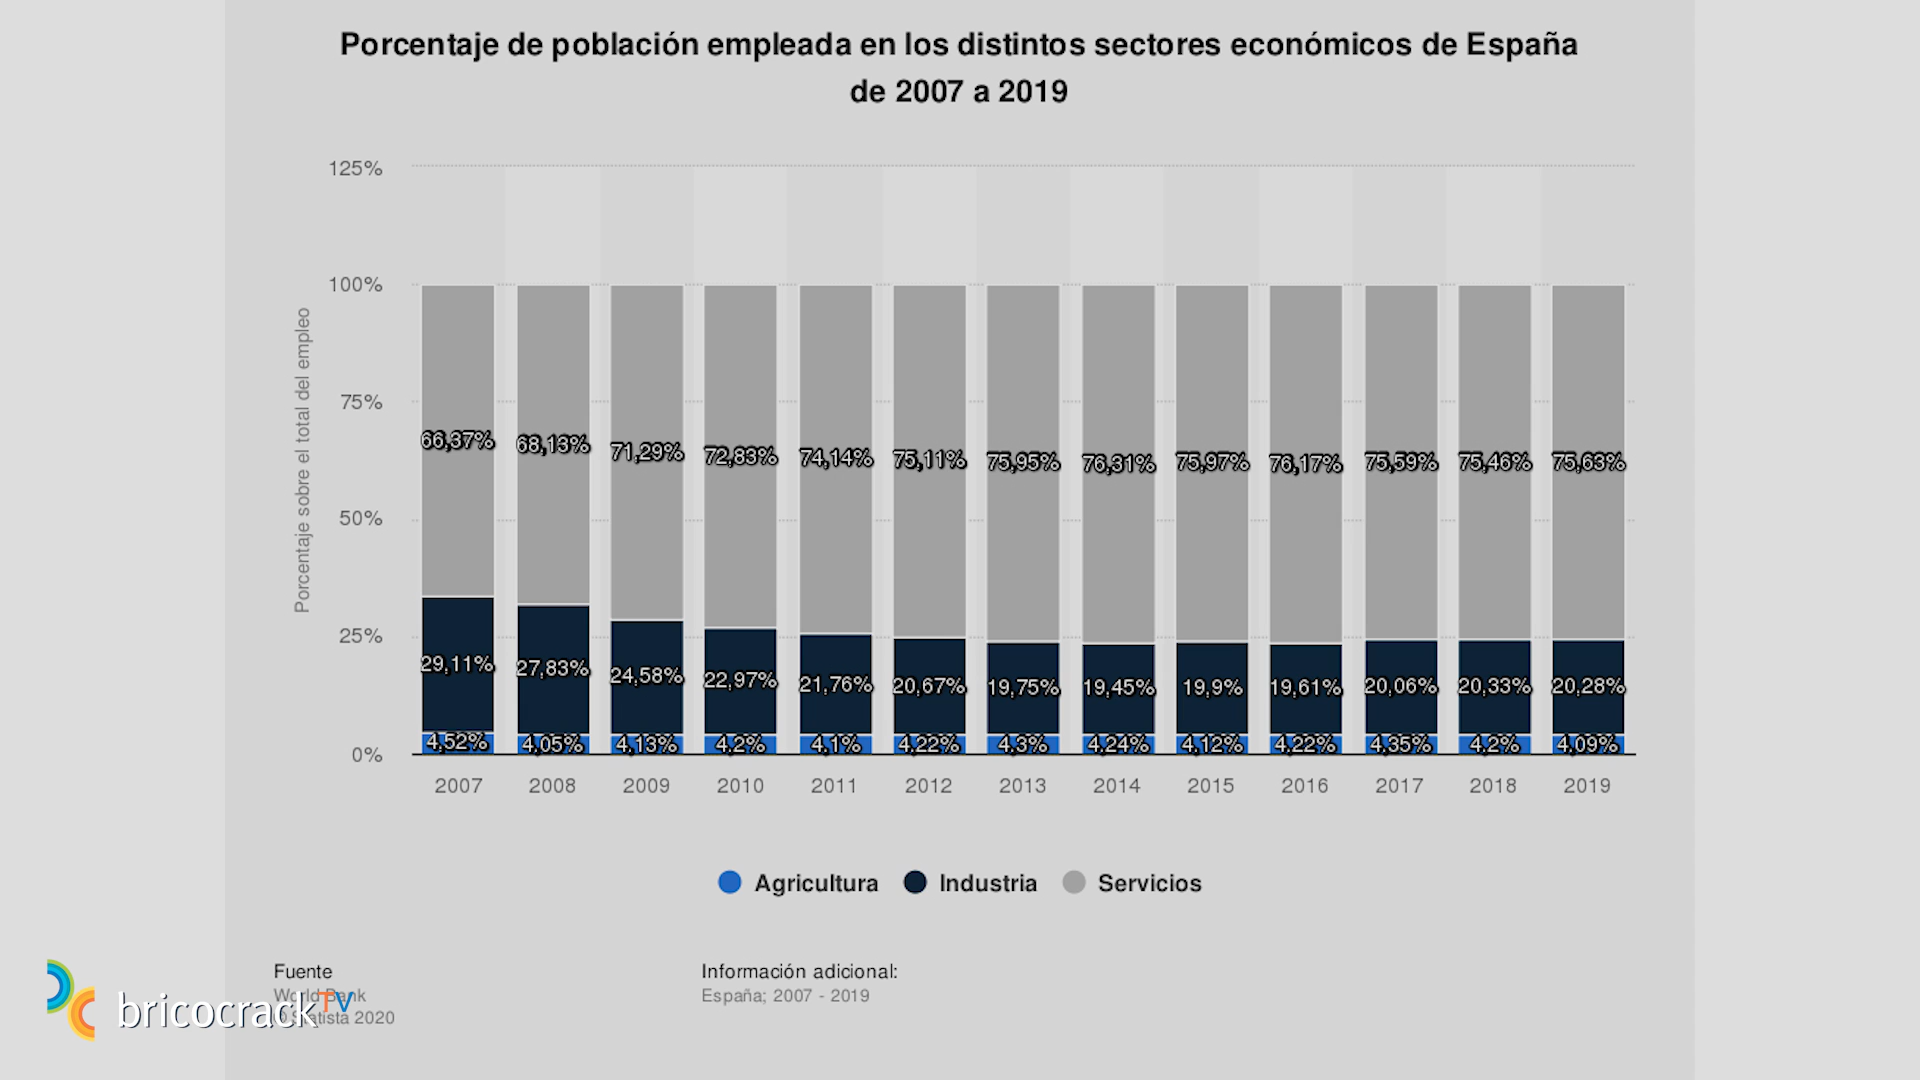 Porcentaje de población empleada en los distintos sectores económicos de España
de 2007 a 2019
125%
100%
75%
50%
25%
0%
Porcentaje sobre el total del empleo
66,37% 68,13% 71,29% 72,83% 74,14% 75,11% 75,95% 76,31% 75,97% 76,17% 75,59% 75,46% 75,63%
29,11% 27,83% 24,58% 22,97% 21,76% 20,67% 19,75% 19,45% 19,9% 19,61% 20,06% 20,33% 20,28%
4,52% 4,05% 4,13% 4,2% 4,1% 4,22% 4,3% 4,24% 4,12% 4,22% 4,35% 4,2% 4,09%
2007 2008 2009 2010 2011 2012 2013 2014 2015 2016 2017 2018 2019
Agricultura Industria Servicios
Fuente
World Bank
© Statista 2020
Información adicional:
España; 2007 - 2019
bricocrack TV